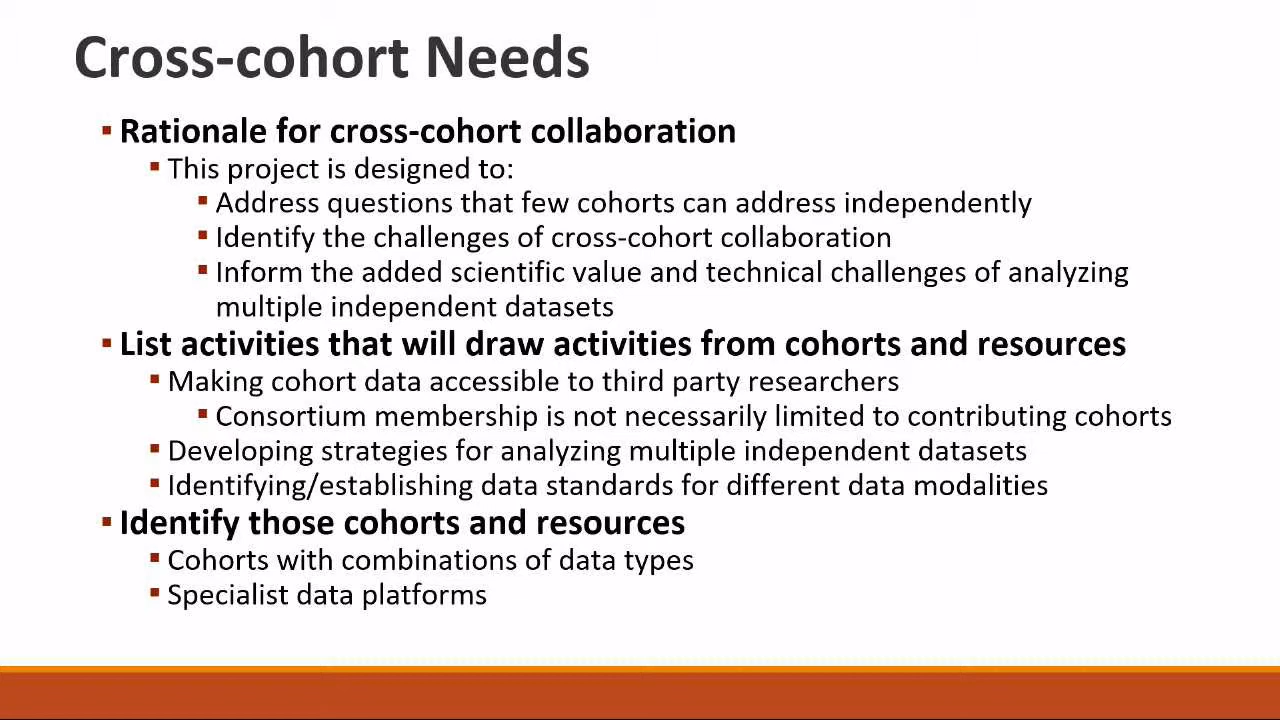 Cross-cohort Needs
▪ Rationale for cross-cohort collaboration
▪ This project is designed to:
▪ Address questions that few cohorts can address independently
▪ Identify the challenges of cross-cohort collaboration
▪ Inform the added scientific value and technical challenges of analyzing
multiple independent datasets
▪ List activities that will draw activities from cohorts and resources
▪ Making cohort data accessible to third party researchers
▪ Consortium membership is not necessarily limited to contributing cohorts
▪ Developing strategies for analyzing multiple independent datasets
▪ Identifying/establishing data standards for different data modalities
▪ Identify those cohorts and resources
▪ Cohorts with combinations of data types
▪ Specialist data platforms